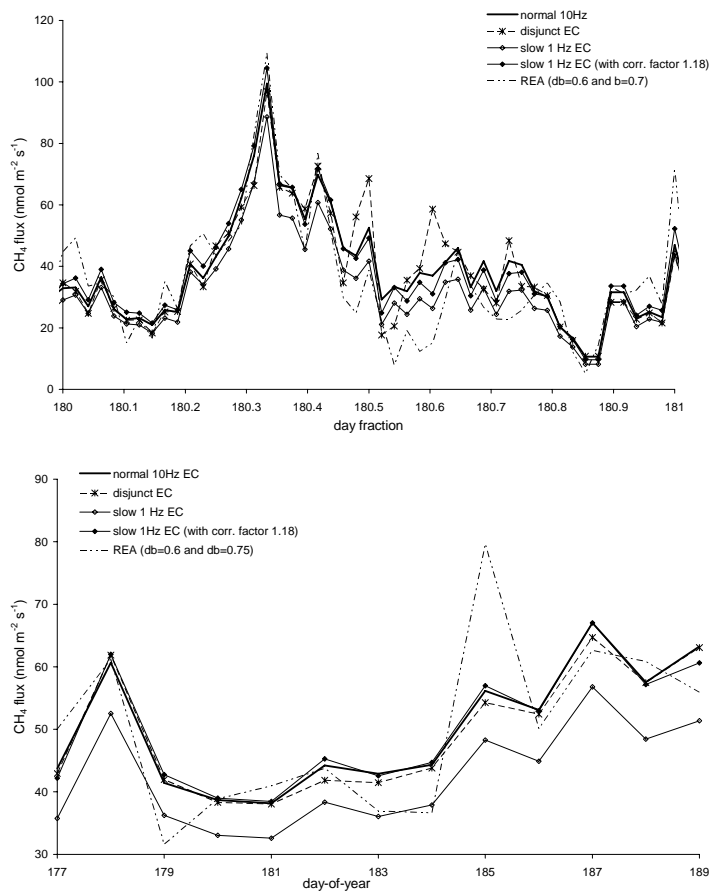 normal 10Hz
disjunct EC
slow 1 Hz EC
slow 1 Hz EC (with corr. factor 1.18)
REA (db=0.6 and b=0.7)
CH4 flux (nmol m-2 s-1)
120
100
80
60
40
20
0
180 180.1 180.2 180.3 180.4 180.5 180.6 180.7 180.8 180.9 181
day fraction
normal 10Hz EC
disjunct EC
slow 1 Hz EC
slow 1Hz EC (with corr. factor 1.18)
REA (db=0.6 and db=0.75)
CH4 flux (nmol m-2 s-1)
90
80
70
60
50
40
30
177 179 181 183 185 187 189
day-of-year